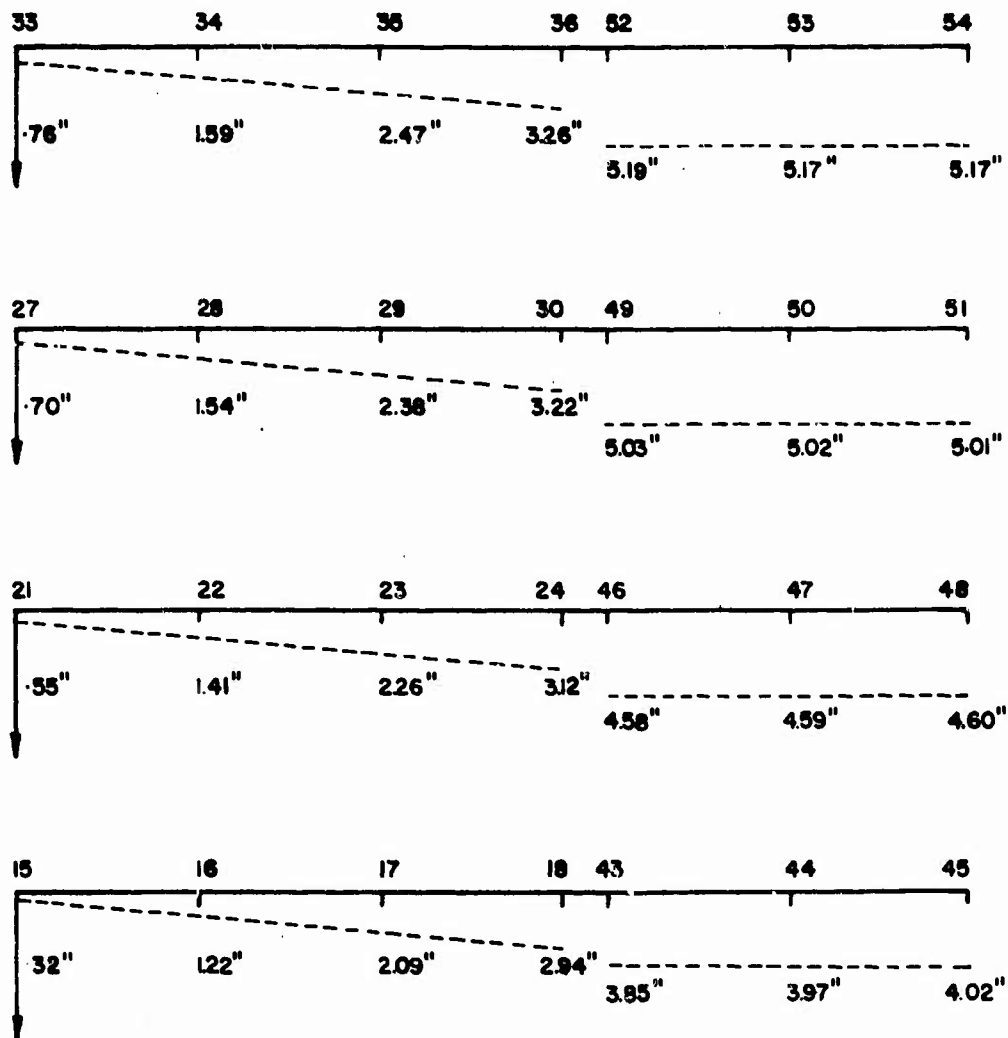 33 34 35 36 52 53 54
.76" 1.59" 2.47" 3.26"
5.19" 5.17" 5.17"
27 28 29 30 49 50 51
.70" 1.54" 2.38" 3.22"
5.03" 5.02" 5.01"
21 22 23 24 46 47 48
.55" 1.41" 2.26" 3.12"
4.58" 4.59" 4.60"
15 16 17 18 43 44 45
.32" 1.22" 2.09" 2.94"
3.85" 3.97" 4.02"